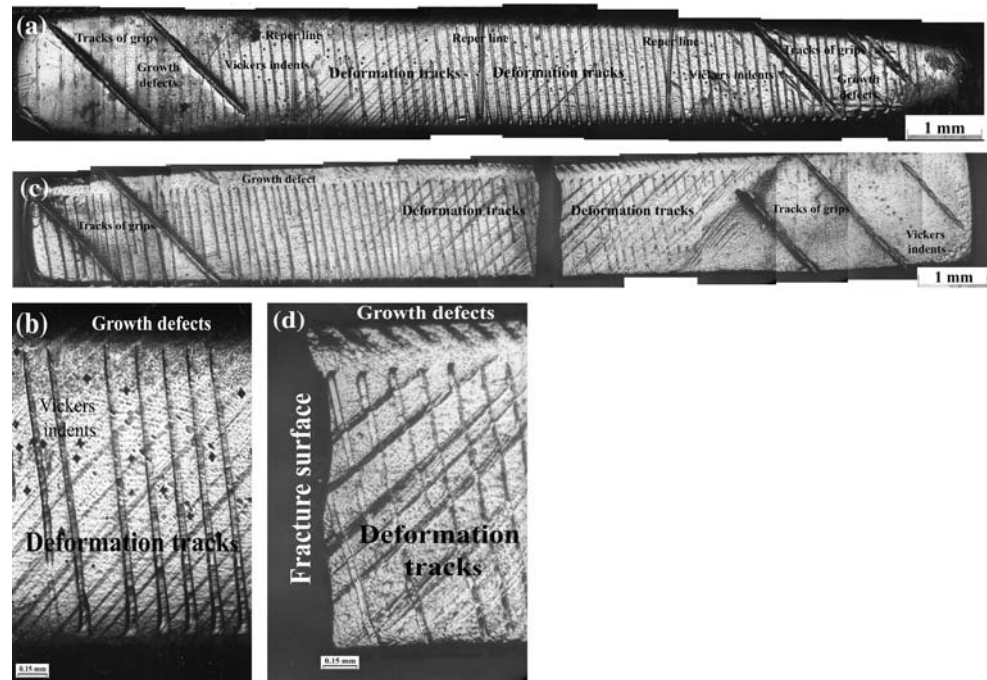 (a)
Tracks of grips
Growth
defects
Reper line
Vickers indents
Deformation tracks
Reper line
Deformation tracks
Reper line
Vickers indents
Tracks of grips
Growth
defects
1 mm
(c)
Tracks of grips
Growth defect
Deformation tracks
Deformation tracks
Tracks of grips
Vickers
indents
1 mm
(b)
Growth defects
Vickers
indents
Deformation tracks
0.15 mm
(d)
Growth defects
Fracture surface
Deformation
tracks
0.15 mm